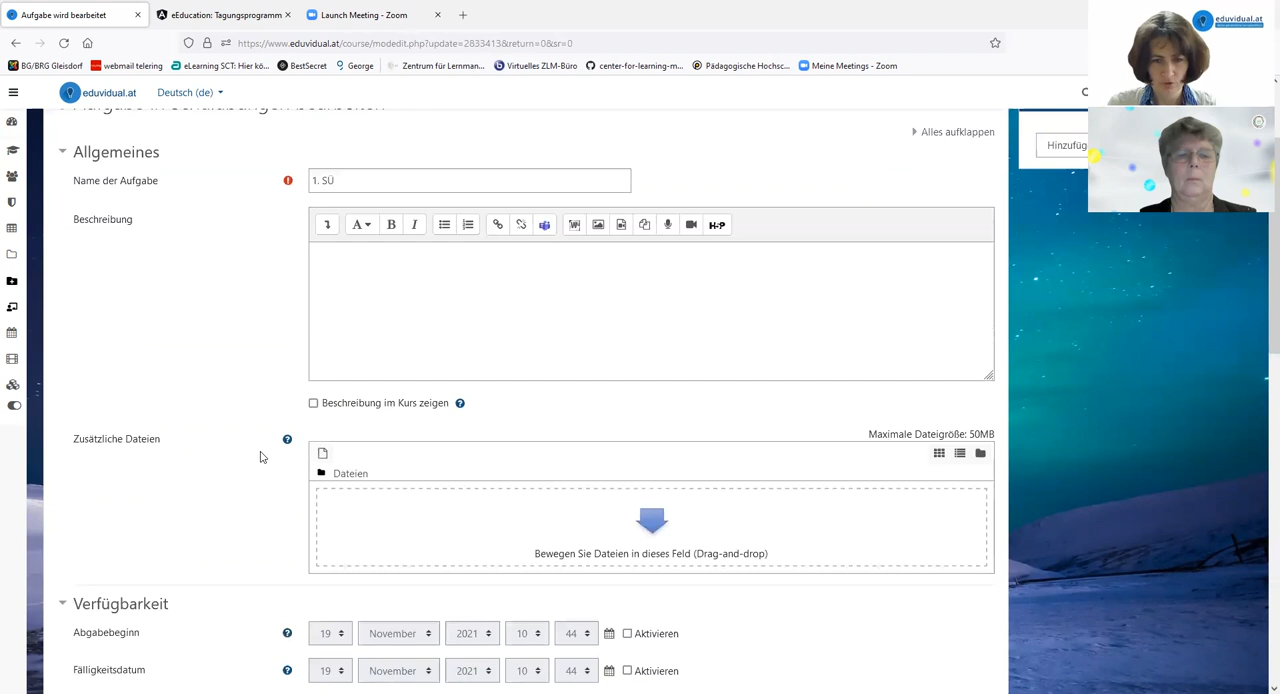 Aufgabe wird bearbeitet
eEducation: Tagungsprogramm
Launch Meeting - Zoom
https://www.eduvidual.at/course/modedit.php?update=2833413&return=0&sr=0
BG/BRG Gleisdorf
webmail telering
eLearning SCT: Hier kö...
BestSecret
George
Zentrum für Lernm...
Virtuelles ZLM-Büro
center-for-learning-m...
Pädagogische Hochsc...
Meine Meetings - Zoom
eduvidual.at
eduvidual.at
Deutsch (de)
Alles aufklappen
Hinzufüg
Allgemeines
Name der Aufgabe
1. SÜ
Beschreibung
A B I H-P
Beschreibung im Kurs zeigen
Zusätzliche Dateien
Maximale Dateigröße: 50MB
Dateien
Bewegen Sie Dateien in dieses Feld (Drag-and-drop)
Verfügbarkeit
Abgabebeginn
19 November 2021 10 44 Aktivieren
Fälligkeitsdatum
19 November 2021 10 44 Aktivieren